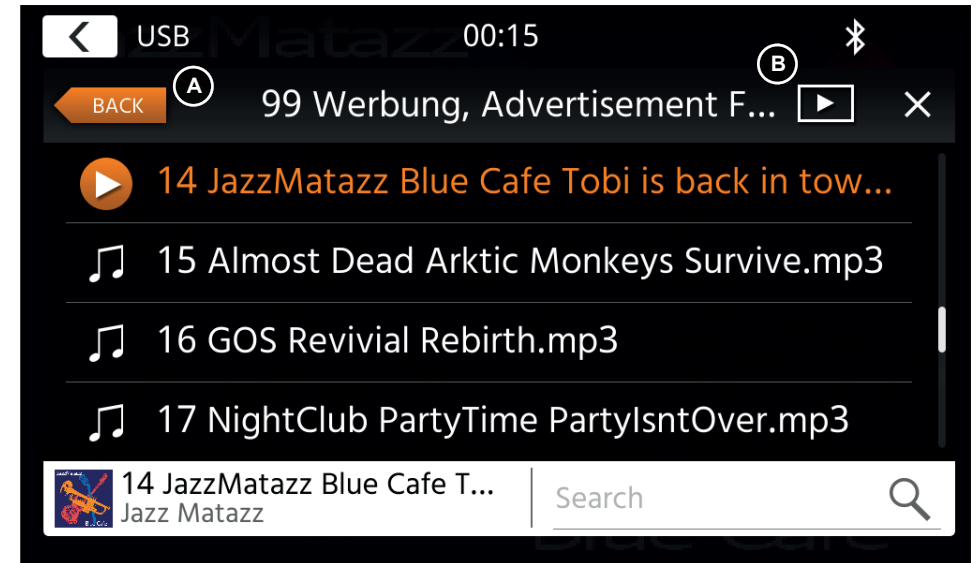 USB 00:15
A B
BACK 99 Werbung, Advertisement F...
14 JazzMatazz Blue Cafe Tobi is back in tow...
15 Almost Dead Arktic Monkeys Survive.mp3
16 GOS Revivial Rebirth.mp3
17 NightClub PartyTime PartyIsntOver.mp3
14 JazzMatazz Blue Cafe T...
Jazz Matazz
Search
Blue Cafe